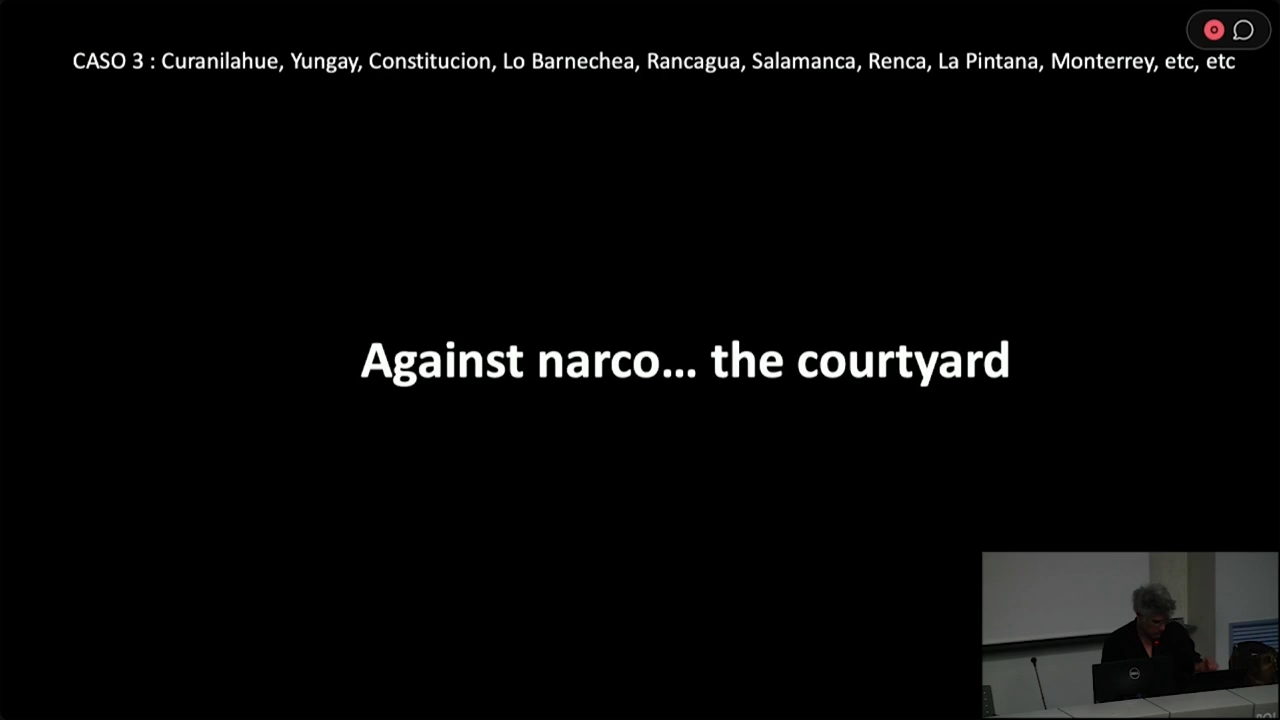 CASO 3 : Curanilahue, Yungay, Constitucion, Lo Barnechea, Rancagua, Salamanca, Renca, La Pintana, Monterrey, etc, etc
Against narco... the courtyard